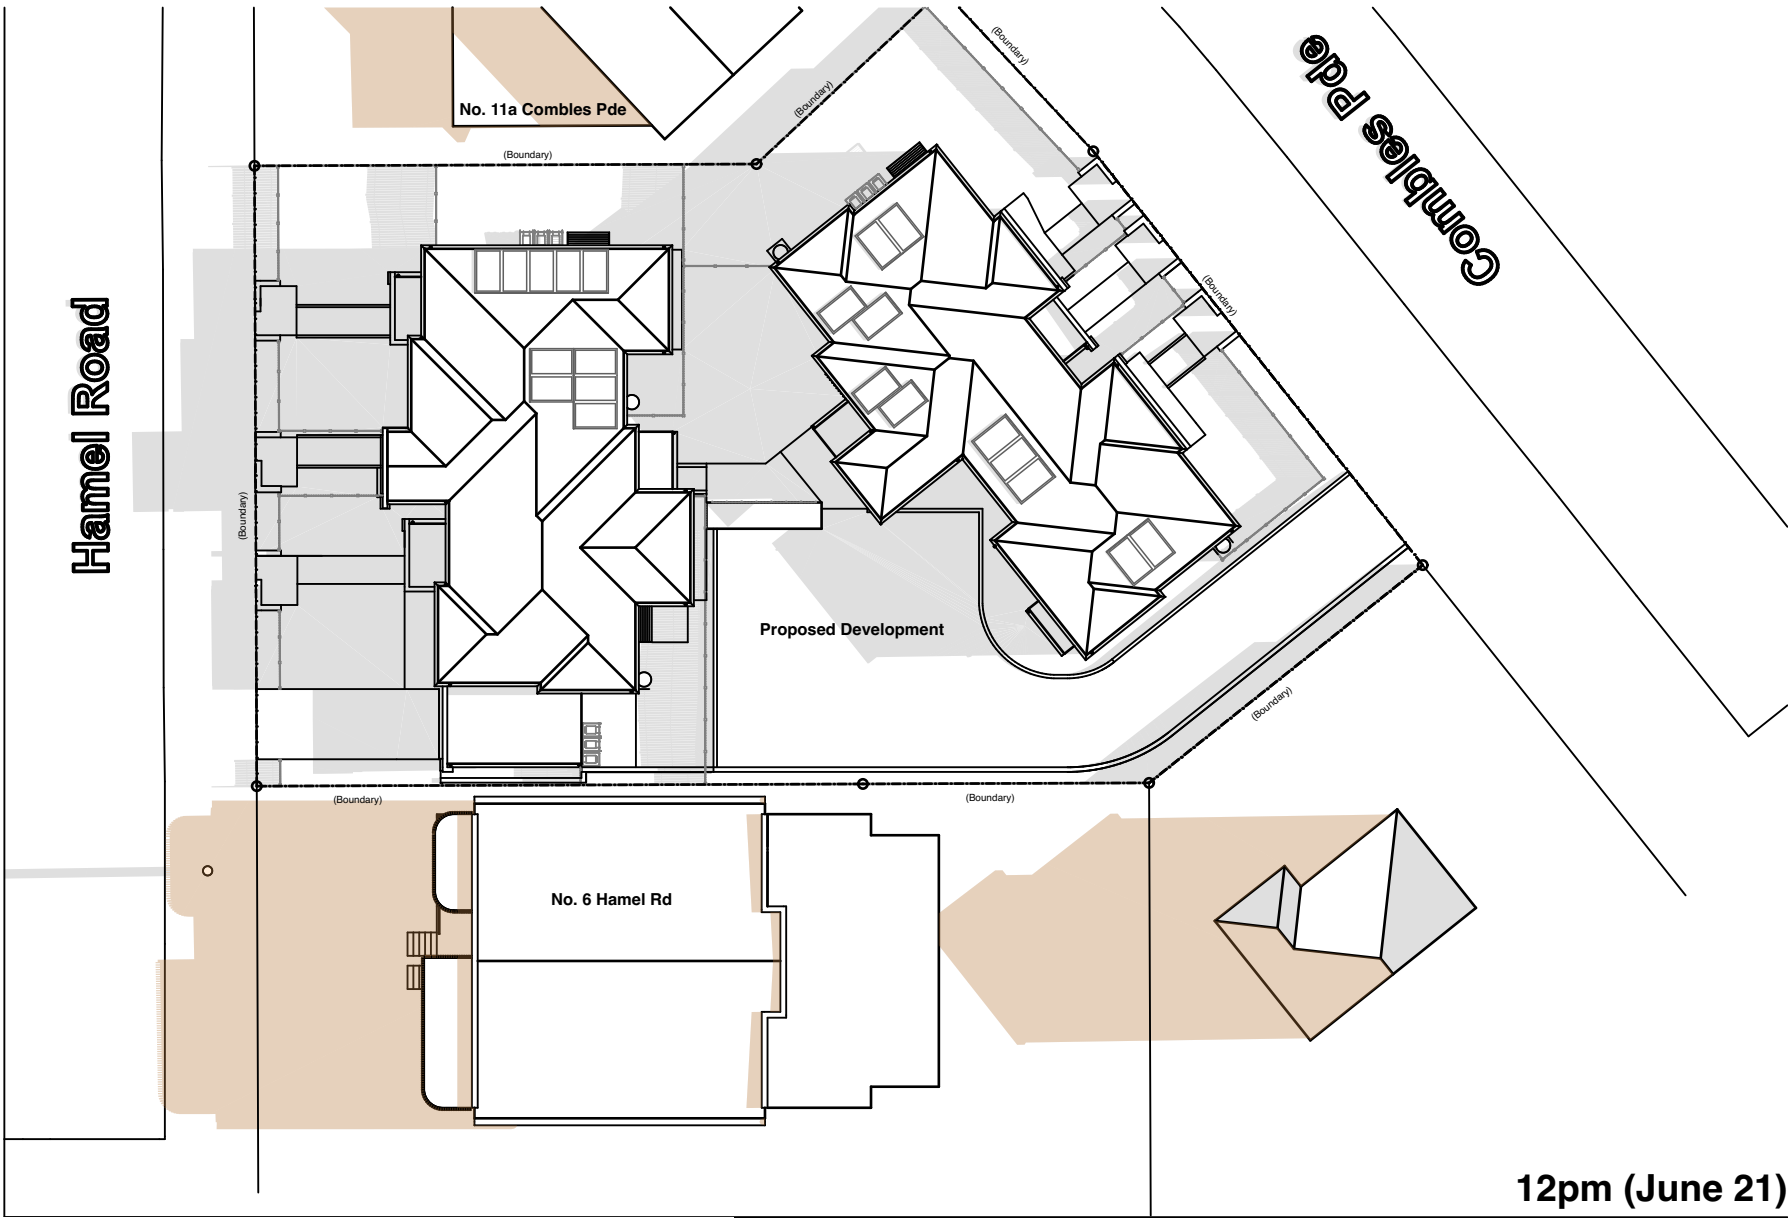 (Boundary)
Combles Pde
No. 11a Combles Pde
(Boundary)
(Boundary)
(Boundary)
Hamel Road
(Boundary)
Proposed Development
(Boundary)
(Boundary)
(Boundary)
No. 6 Hamel Rd
12pm (June 21)